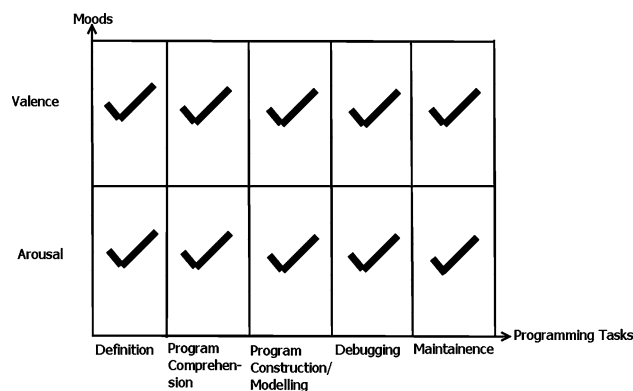 Moods
Valence
Arousal
Programming Tasks
Definition
Program
Comprehen-
sion
Program
Construction/
Modelling
Debugging
Maintainence